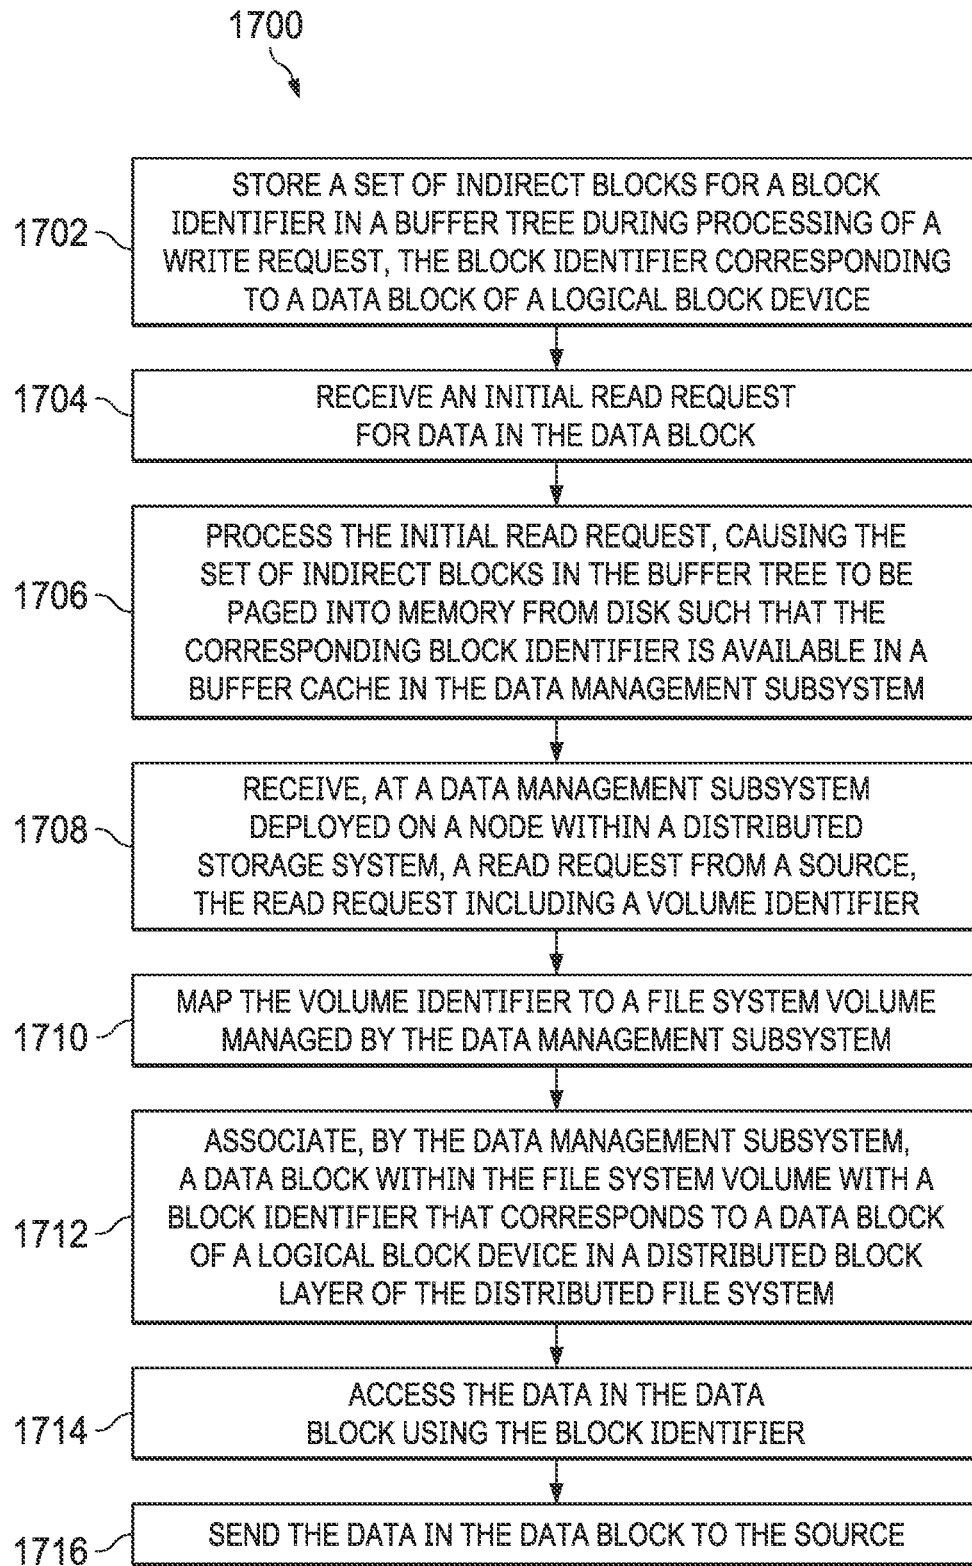 1700
1702
STORE A SET OF INDIRECT BLOCKS FOR A BLOCK
IDENTIFIER IN A BUFFER TREE DURING PROCESSING OF A
WRITE REQUEST, THE BLOCK IDENTIFIER CORRESPONDING
TO A DATA BLOCK OF A LOGICAL BLOCK DEVICE
1704
RECEIVE AN INITIAL READ REQUEST
FOR DATA IN THE DATA BLOCK
1706
PROCESS THE INITIAL READ REQUEST, CAUSING THE
SET OF INDIRECT BLOCKS IN THE BUFFER TREE TO BE
PAGED INTO MEMORY FROM DISK SUCH THAT THE
CORRESPONDING BLOCK IDENTIFIER IS AVAILABLE IN A
BUFFER CACHE IN THE DATA MANAGEMENT SUBSYSTEM
1708
RECEIVE, AT A DATA MANAGEMENT SUBSYSTEM
DEPLOYED ON A NODE WITHIN A DISTRIBUTED
STORAGE SYSTEM, A READ REQUEST FROM A SOURCE,
THE READ REQUEST INCLUDING A VOLUME IDENTIFIER
1710
MAP THE VOLUME IDENTIFIER TO A FILE SYSTEM VOLUME
MANAGED BY THE DATA MANAGEMENT SUBSYSTEM
1712
ASSOCIATE, BY THE DATA MANAGEMENT SUBSYSTEM,
A DATA BLOCK WITHIN THE FILE SYSTEM VOLUME WITH A
BLOCK IDENTIFIER THAT CORRESPONDS TO A DATA BLOCK
OF A LOGICAL BLOCK DEVICE IN A DISTRIBUTED BLOCK
LAYER OF THE DISTRIBUTED FILE SYSTEM
1714
ACCESS THE DATA IN THE DATA
BLOCK USING THE BLOCK IDENTIFIER
1716
SEND THE DATA IN THE DATA BLOCK TO THE SOURCE